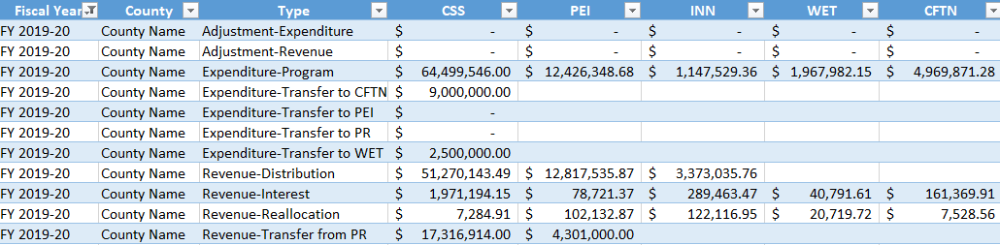 Fiscal Year County Type CSS PEI INN WET CFTN
FY 2019-20 County Name Adjustment-Expenditure $ - $ - $ - $ - $ -
FY 2019-20 County Name Adjustment-Revenue $ - $ - $ - $ - $ -
FY 2019-20 County Name Expenditure-Program $ 64,499,546.00 $ 12,426,348.68 $ 1,147,529.36 $ 1,967,982.15 $ 4,969,871.28
FY 2019-20 County Name Expenditure-Transfer to CFTN $ 9,000,000.00
FY 2019-20 County Name Expenditure-Transfer to PEI $ -
FY 2019-20 County Name Expenditure-Transfer to PR $ -
FY 2019-20 County Name Expenditure-Transfer to WET $ 2,500,000.00
FY 2019-20 County Name Revenue-Distribution $ 51,270,143.49 $ 12,817,535.87 $ 3,373,035.76
FY 2019-20 County Name Revenue-Interest $ 1,971,194.15 $ 78,721.37 $ 289,463.47 $ 40,791.61 $ 161,369.91
FY 2019-20 County Name Revenue-Reallocation $ 7,284.91 $ 102,132.87 $ 122,116.95 $ 20,719.72 $ 7,528.56
FY 2019-20 County Name Revenue-Transfer from PR $ 17,316,914.00 $ 4,301,000.00